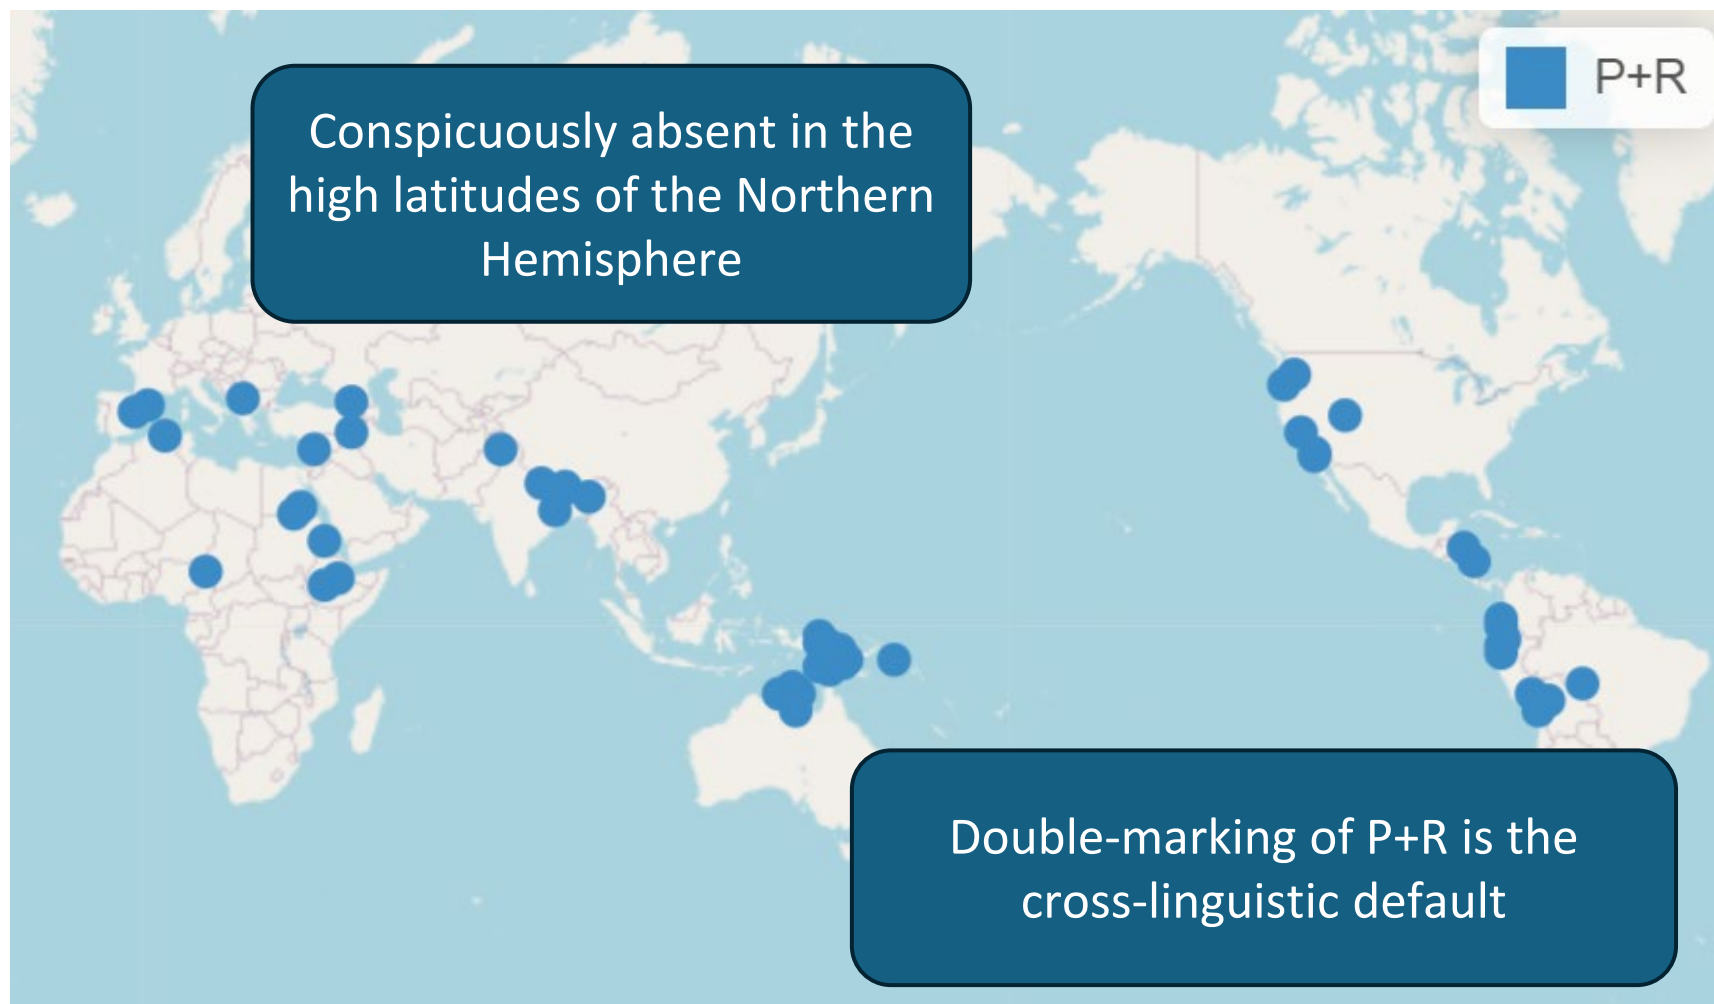 P+R
Conspicuously absent in the
high latitudes of the Northern
Hemisphere
Double-marking of P+R is the
cross-linguistic default